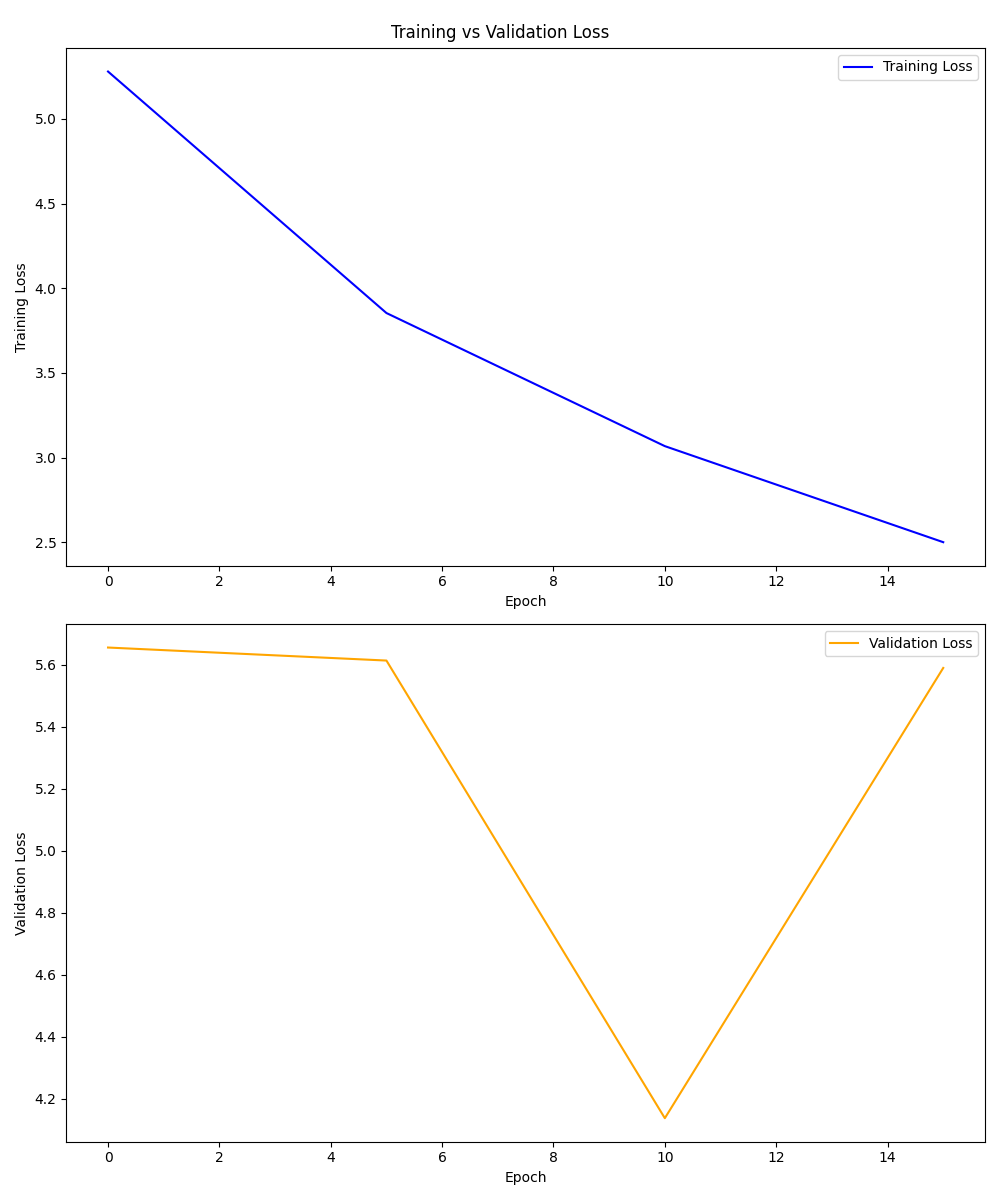 Training vs Validation Loss
Training Loss
5.0
4.5
4.0
3.5
3.0
2.5
Training Loss
0 2 4 6 8 10 12 14
Epoch
Validation Loss
5.6
5.4
5.2
5.0
4.8
4.6
4.4
4.2
Validation Loss
0 2 4 6 8 10 12 14
Epoch